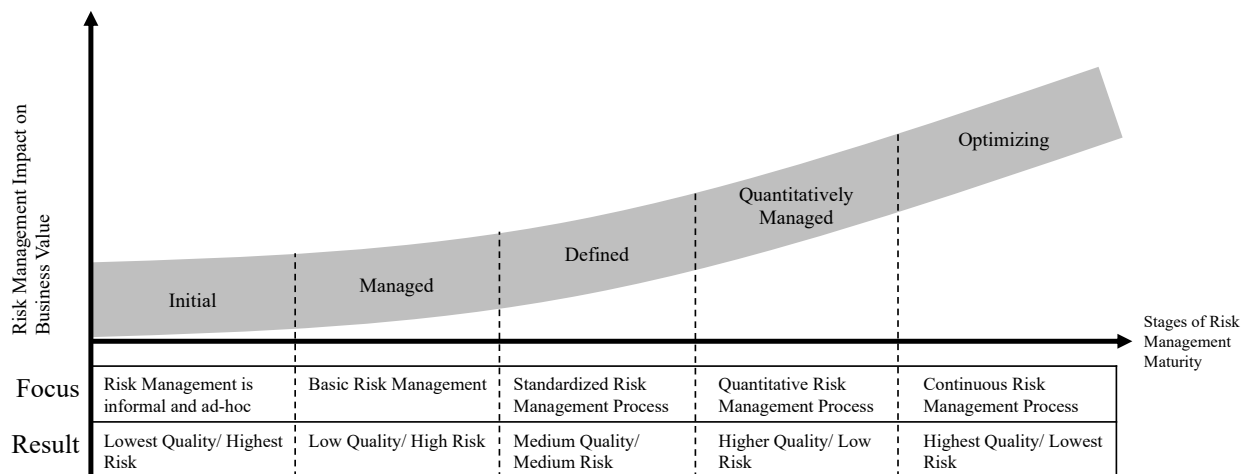 Risk Management Impact on
Business Value
Initial
Managed
Defined
Quantitatively
Managed
Optimizing
Stages of Risk
Management
Maturity
Focus
Risk Management is
informal and ad-hoc
Basic Risk Management
Standardized Risk
Management Process
Quantitative Risk
Management Process
Continuous Risk
Management Process
Result
Lowest Quality/ Highest
Risk
Low Quality/ High Risk
Medium Quality/
Medium Risk
Higher Quality/ Low
Risk
Highest Quality/ Lowest
Risk